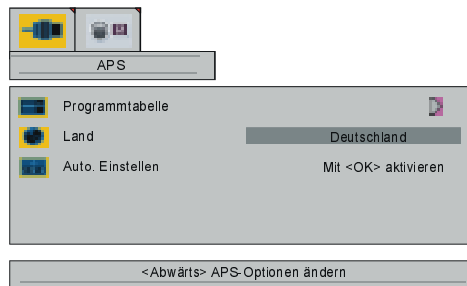 APS
Programmtabelle
Land Deutschland
Auto. Einstellen Mit <OK> aktivieren
<Abwärts> APS-Optionen ändern